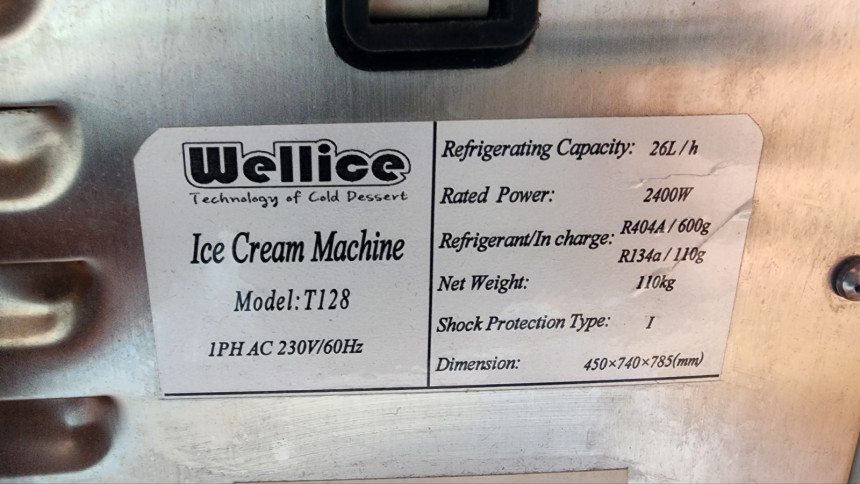 Wellice
Technology of Cold Dessert
Ice Cream Machine
Model: T128
1PH AC 230V/60Hz
Refrigerating Capacity: 26L/h
Rated Power: 2400W
Refrigerant/In charge: R404A / 600g
R134a / 110g
Net Weight: 110kg
Shock Protection Type: I
Dimension: 450×740×785(mm)